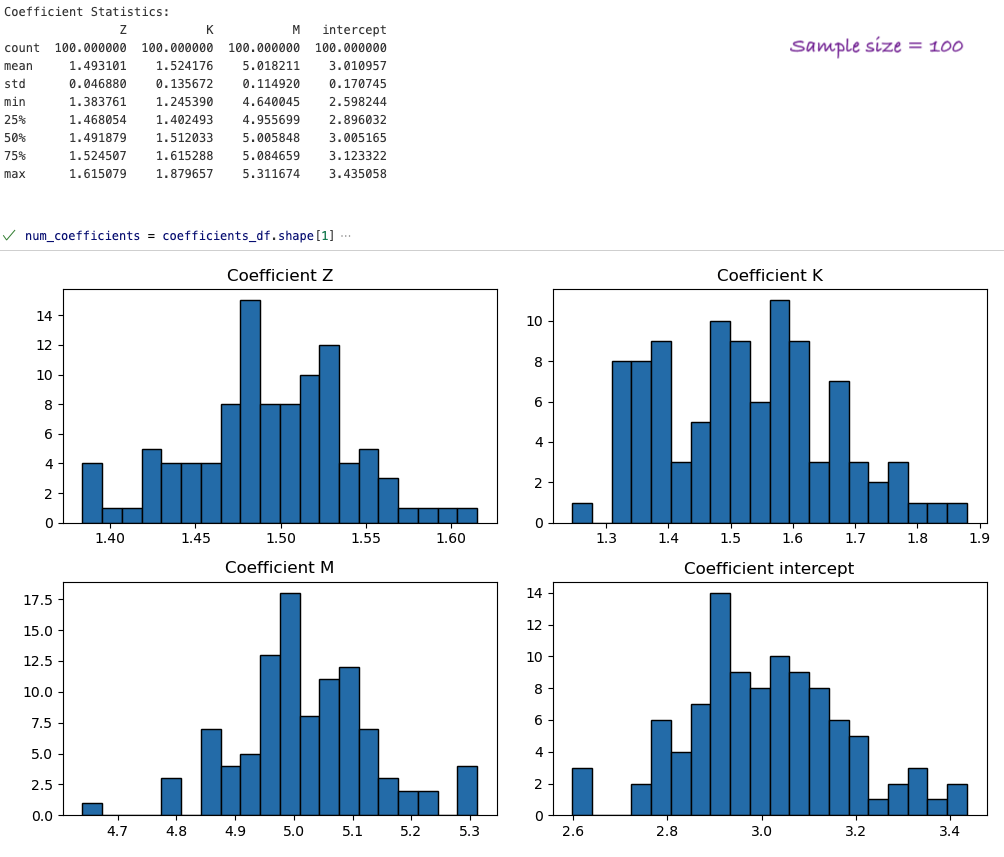 Coefficient Statistics:
Z K M intercept
count 100.000000 100.000000 100.000000 100.000000
mean 1.493101 1.524176 5.018211 3.010957
std 0.046880 0.135672 0.114920 0.170745
min 1.383761 1.245390 4.640045 2.598244
25% 1.468054 1.402493 4.955699 2.896032
50% 1.491879 1.512033 5.005848 3.005165
75% 1.524507 1.615288 5.084659 3.123322
max 1.615079 1.879657 5.311674 3.435058
Sample size = 100
num_coefficients = coefficients_df.shape[1] ...
Coefficient Z
14
12
10
8
6
4
2
0
1.40 1.45 1.50 1.55 1.60
Coefficient K
10
8
6
4
2
0
1.3 1.4 1.5 1.6 1.7 1.8 1.9
Coefficient M
17.5
15.0
12.5
10.0
7.5
5.0
2.5
0.0
4.7 4.8 4.9 5.0 5.1 5.2 5.3
Coefficient intercept
14
12
10
8
6
4
2
0
2.6 2.8 3.0 3.2 3.4